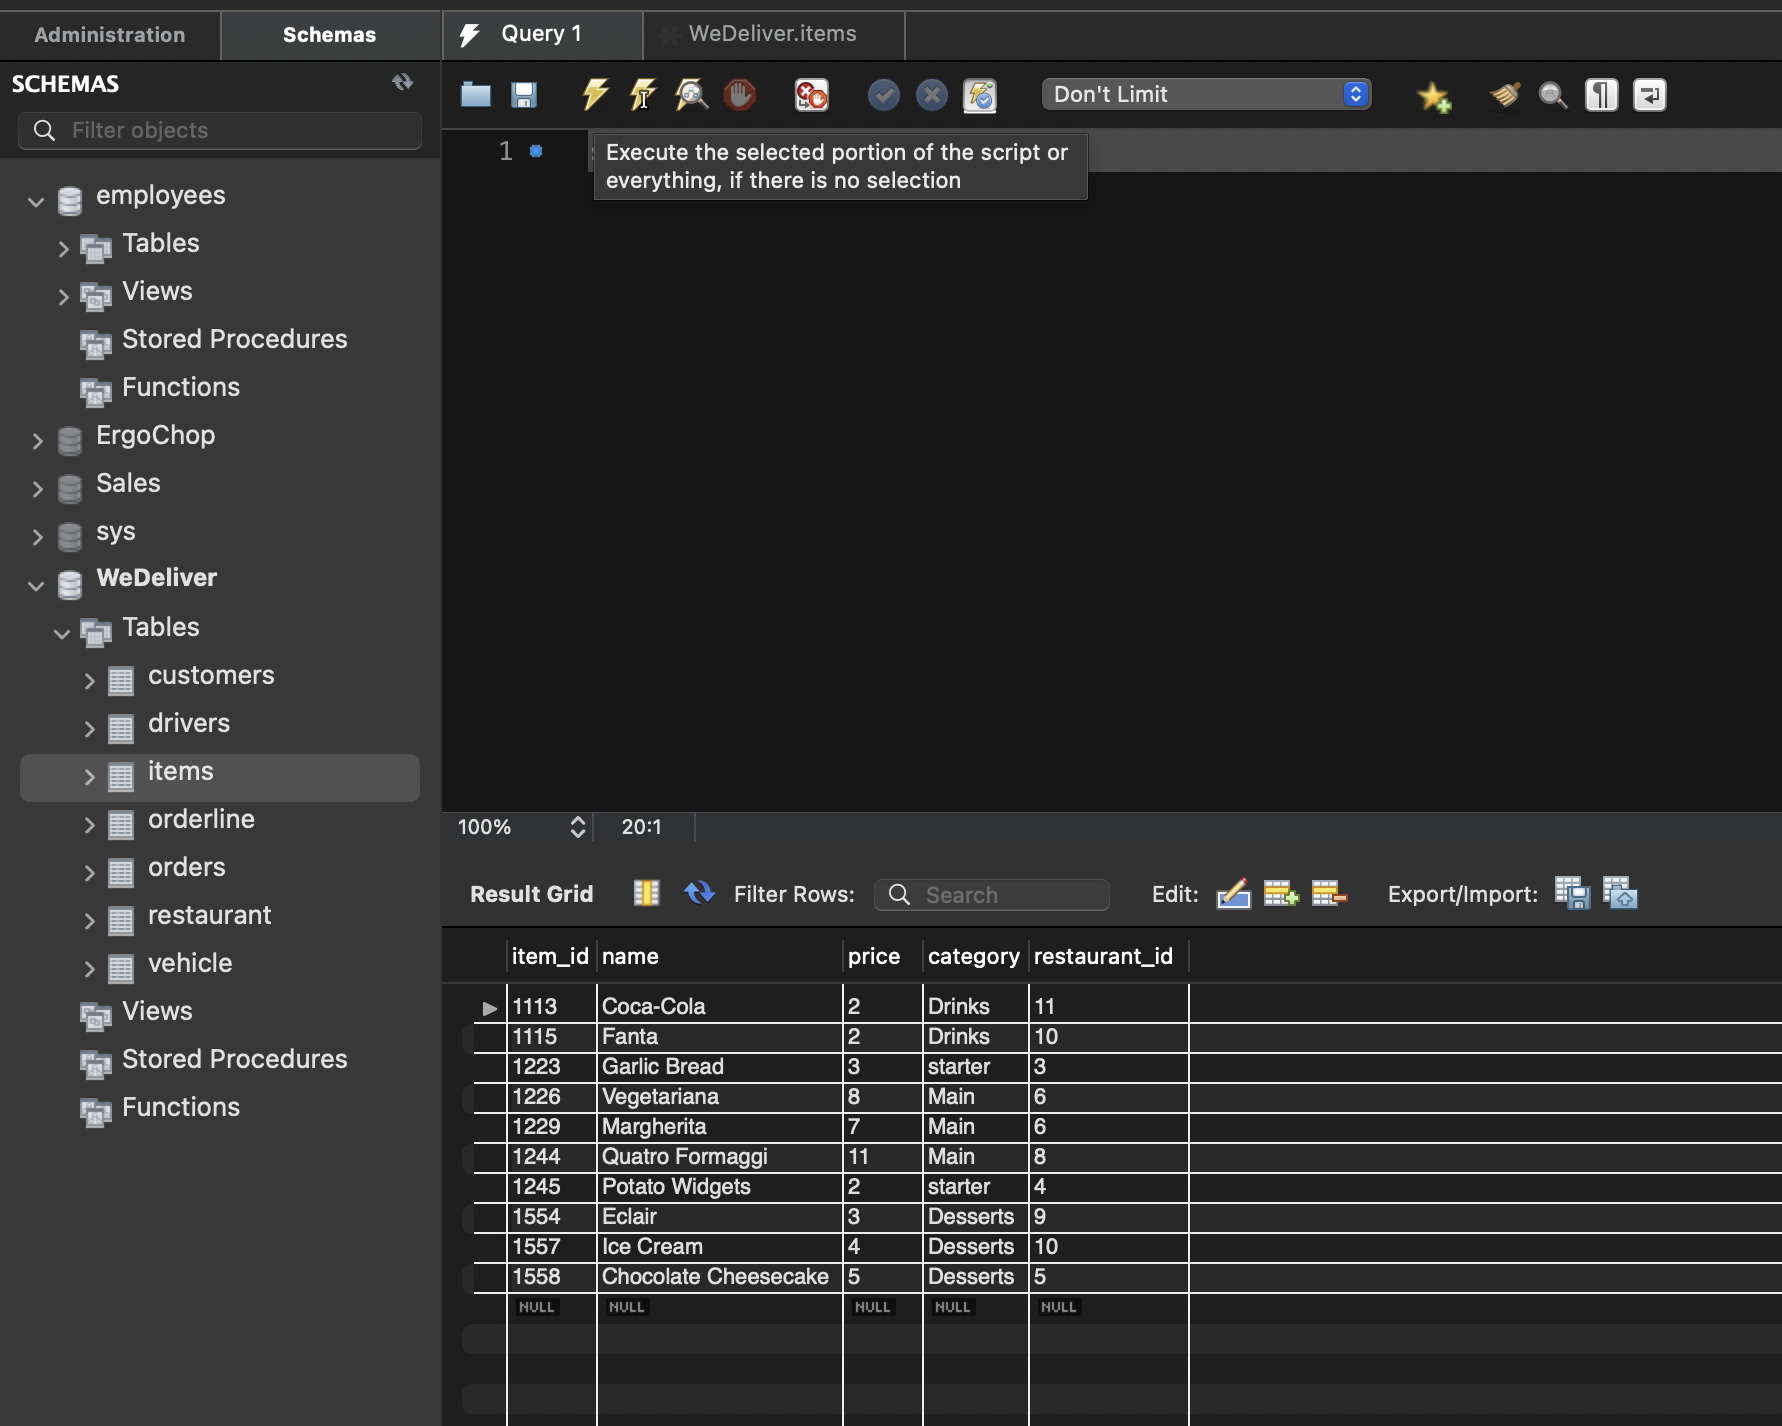 Administration
Schemas
Query 1
WeDeliver.items
SCHEMAS
Filter objects
Don't Limit
1
Execute the selected portion of the script or
everything, if there is no selection
employees
Tables
Views
Stored Procedures
Functions
ErgoChop
Sales
sys
WeDeliver
Tables
customers
drivers
items
orderline
orders
restaurant
vehicle
Views
Stored Procedures
Functions
100%
20:1
Result Grid
Filter Rows:
Search
Edit:
Export/Import:
item_id name price category restaurant_id
1113 Coca-Cola 2 Drinks 11
1115 Fanta 2 Drinks 10
1223 Garlic Bread 3 starter 3
1226 Vegetariana 8 Main 6
1229 Margherita 7 Main 6
1244 Quatro Formaggi 11 Main 8
1245 Potato Widgets 2 starter 4
1554 Eclair 3 Desserts 9
1557 Ice Cream 4 Desserts 10
1558 Chocolate Cheesecake 5 Desserts 5
NULL NULL NULL NULL NULL